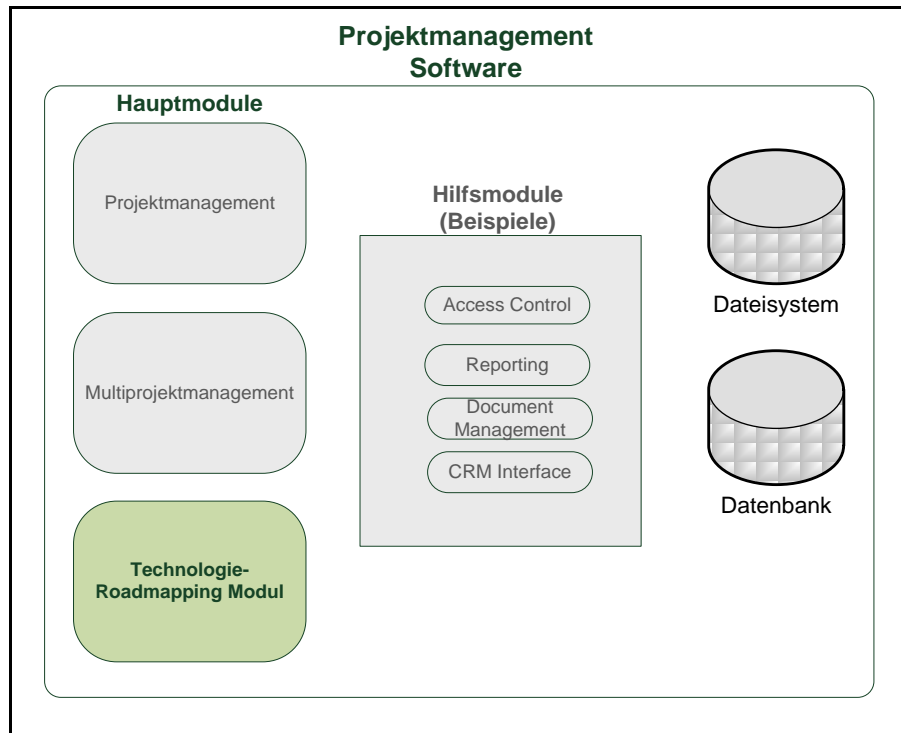 Projektmanagement
Software
Hauptmodule
Projektmanagement
Multiprojektmanagement
Technologie-
Roadmapping Modul
Hilfsmodule
(Beispiele)
Access Control
Reporting
Document
Management
CRM Interface
Dateisystem
Datenbank